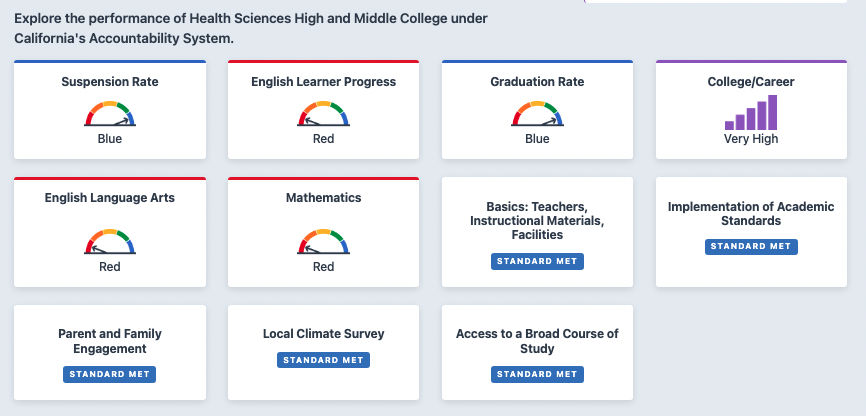 Explore the performance of Health Sciences High and Middle College under
California's Accountability System.
Suspension Rate
Blue
English Learner Progress
Red
Graduation Rate
Blue
College/Career
Very High
English Language Arts
Red
Mathematics
Red
Basics: Teachers,
Instructional Materials,
Facilities
STANDARD MET
Implementation of Academic
Standards
STANDARD MET
Parent and Family
Engagement
STANDARD MET
Local Climate Survey
STANDARD MET
Access to a Broad Course of
Study
STANDARD MET